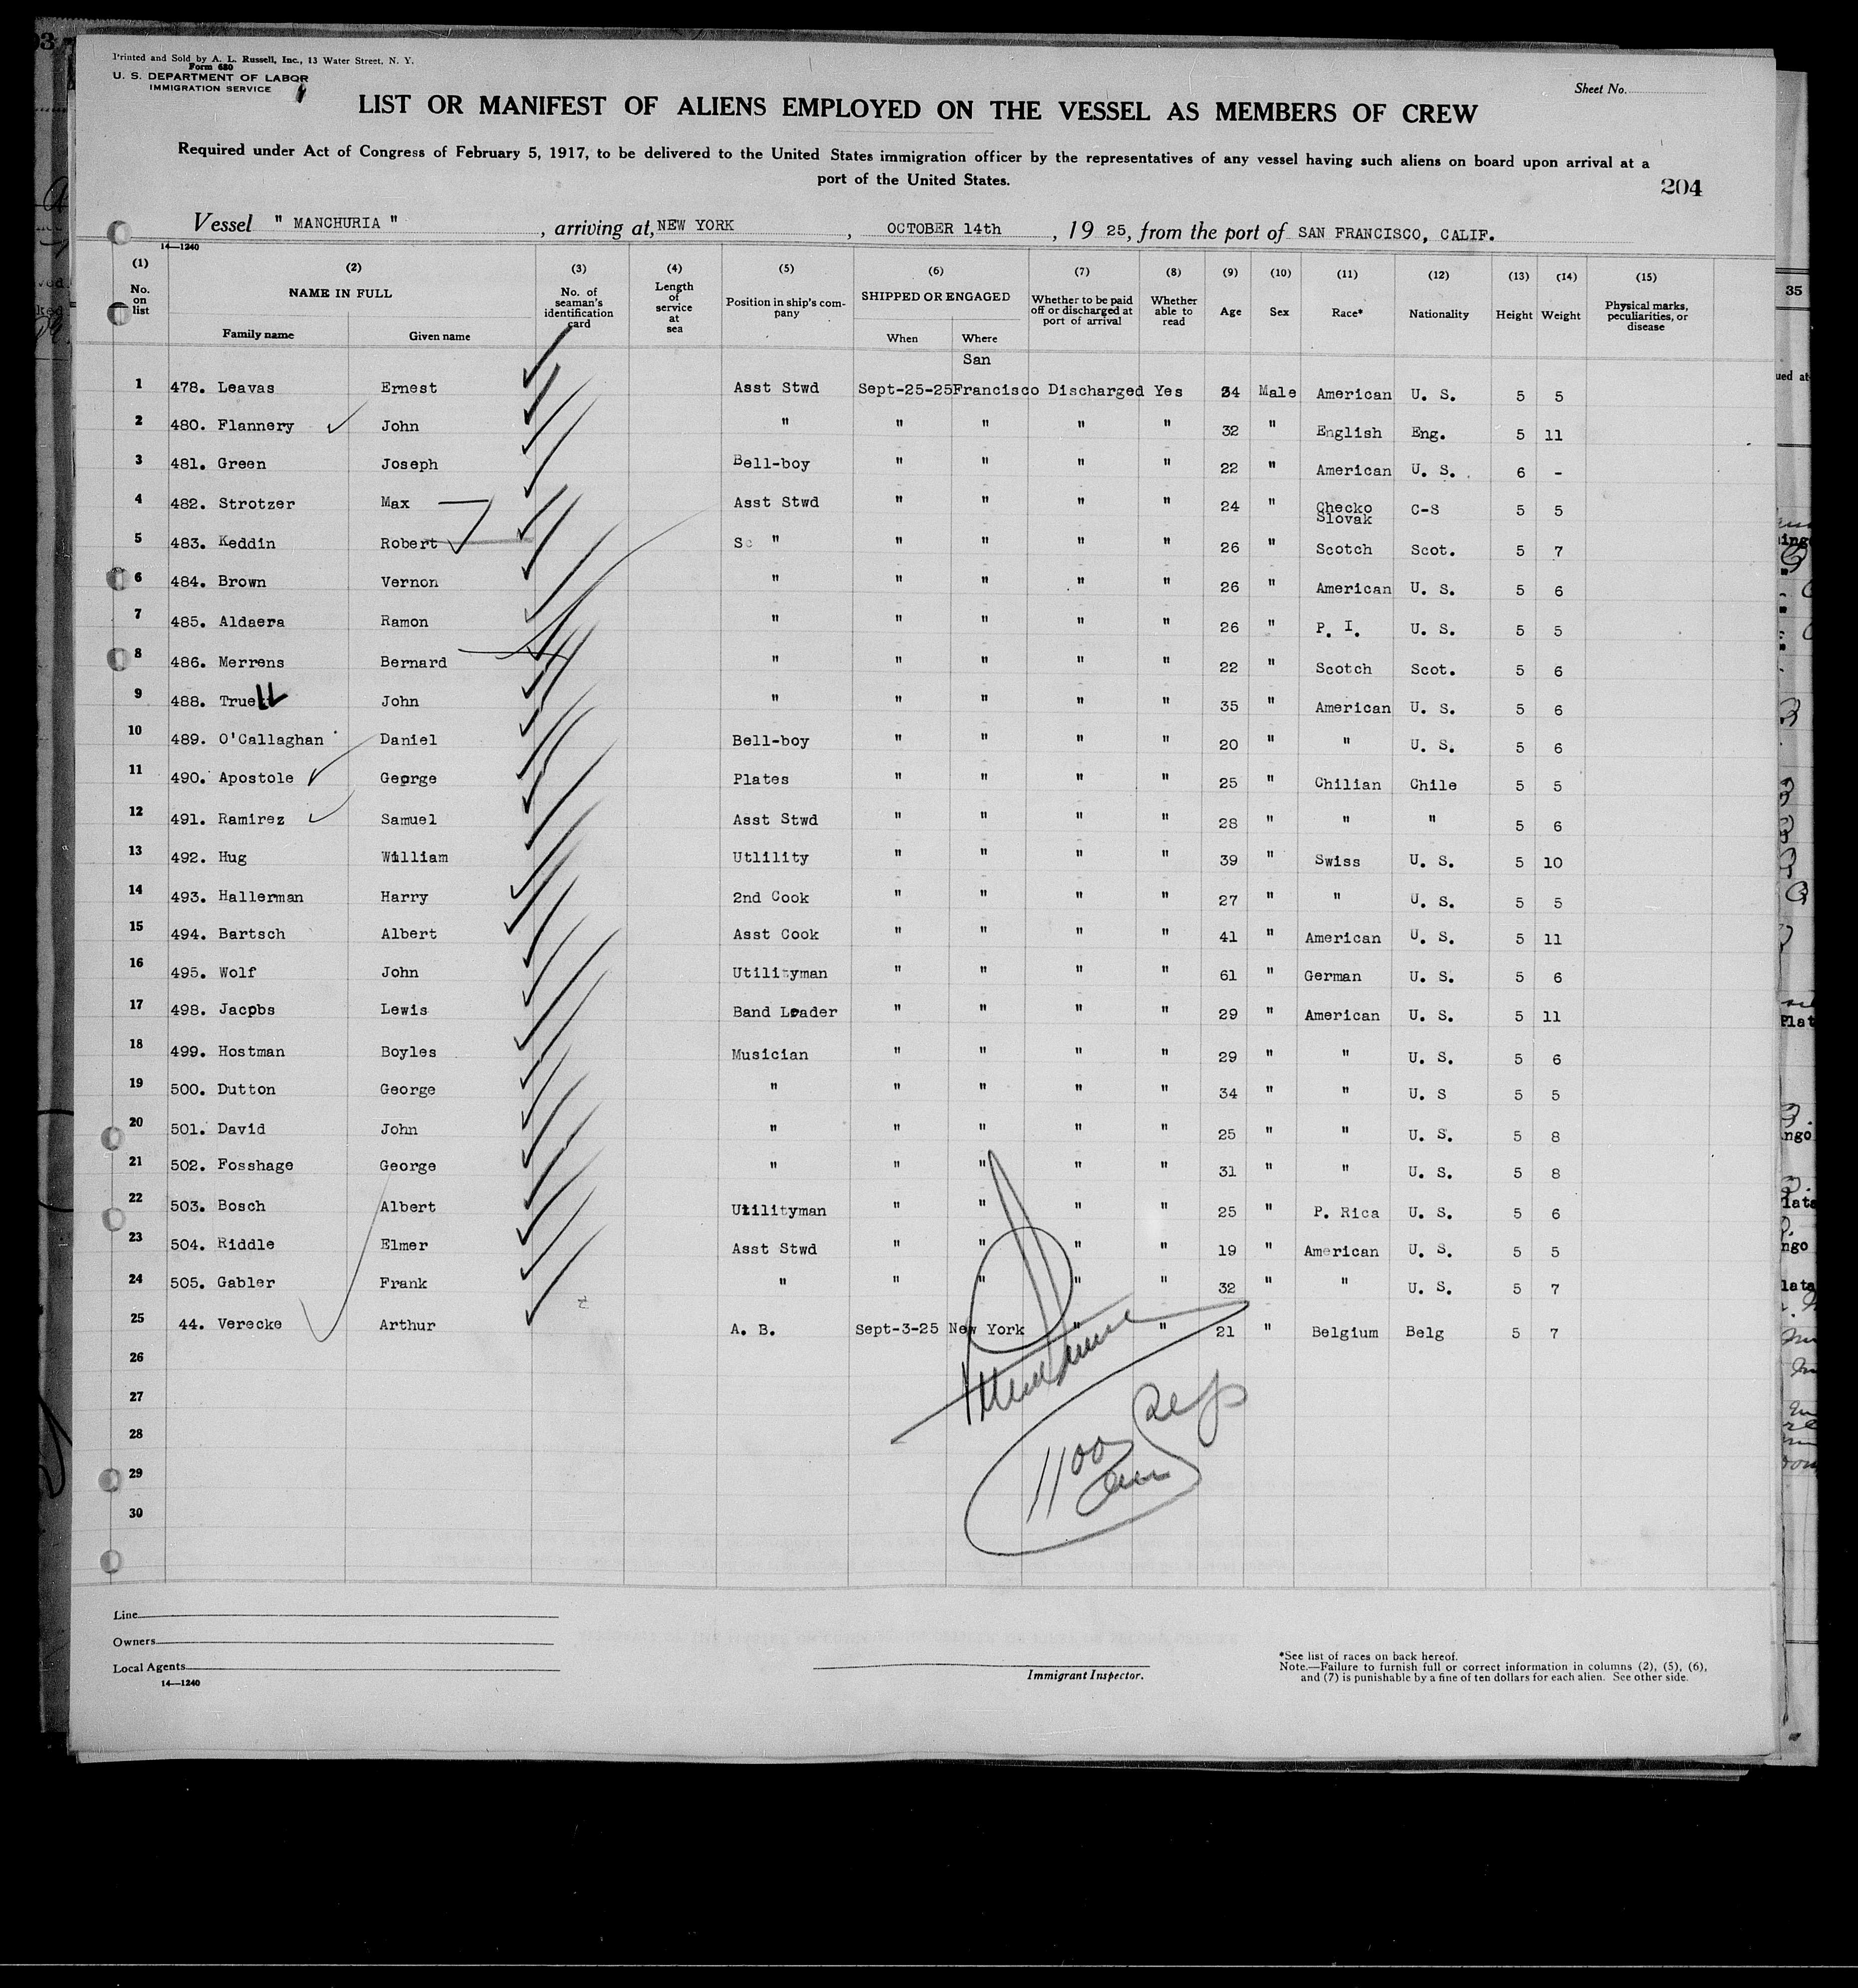 Printed and Sold by A. L. Russell, Inc., 13 Water Street, N. Y.
Form 680
U. S. DEPARTMENT OF LABOR
IMMIGRATION SERVICE
Sheet No.
LIST OR MANIFEST OF ALIENS EMPLOYED ON THE VESSEL AS MEMBERS OF CREW
Required under Act of Congress of February 5, 1917, to be delivered to the United States immigration officer by the representatives of any vessel having such aliens on board upon arrival at a
port of the United States.
204
Vessel " MANCHURIA ", arriving at, NEW YORK, OCTOBER 14th, 19 25, from the port of SAN FRANCISCO, CALIF.
14—1240
(1) (2) (3) (4) (5) (6) (7) (8) (9) (10) (11) (12) (13) (14) (15)
No. on list NAME IN FULL Family name Given name No. of seaman's identification card Length of service at sea Position in ship's company SHIPPED OR ENGAGED When Where Whether to be paid off or discharged at port of arrival Whether able to read Age Sex Race* Nationality Height Weight Physical marks, peculiarities, or disease
San
1 478. Leavas Ernest Asst Stwd Sept-25-25 Francisco Discharged Yes 34 Male American U. S. 5 5
2 480. Flannery John " " " " " 32 " English Eng. 5 11
3 481. Green Joseph Bell-boy " " " " 22 " American U. S. 6 -
4 482. Strotzer Max Asst Stwd " " " " 24 " Checko Slovak C-S 5 5
5 483. Keddin Robert Sc " " " " " 26 " Scotch Scot. 5 7
6 484. Brown Vernon " " " " " 26 " American U. S. 5 6
7 485. Aldaera Ramon " " " " " 26 " P. I. U. S. 5 5
8 486. Merrens Bernard " " " " " 22 " Scotch Scot. 5 6
9 488. True John " " " " " 35 " American U. S. 5 6
10 489. O'Callaghan Daniel Bell-boy " " " " 20 " " U. S. 5 6
11 490. Apostole George Plates " " " " 25 " Chilian Chile 5 5
12 491. Ramirez Samuel Asst Stwd " " " " 28 " " " 5 6
13 492. Hug William Utlility " " " " 39 " Swiss U. S. 5 10
14 493. Hallerman Harry 2nd Cook " " " " 27 " " U. S. 5 5
15 494. Bartsch Albert Asst Cook " " " " 41 " American U. S. 5 11
16 495. Wolf John Utilityman " " " " 61 " German U. S. 5 6
17 498. Jacpbs Lewis Band Leader " " " " 29 " American U. S. 5 11
18 499. Hostman Boyles Musician " " " " 29 " " U. S. 5 6
19 500. Dutton George " " " " " 34 " " U. S 5 5
20 501. David John " " " " " 25 " " U. S. 5 8
21 502. Fosshage George " " " " " 31 " " U. S. 5 8
22 503. Bosch Albert Utilityman " " " " 25 " P. Rica U. S. 5 6
23 504. Riddle Elmer Asst Stwd " " " " 19 " American U. S. 5 5
24 505. Gabler Frank " " " " " 32 " " U. S. 5 7
25 44. Verecke Arthur A. B. Sept-3-25 New York " " 21 " Belgium Belg 5 7
26
27
28
29
30
1100
Line
Owners
Local Agents
14—1240
Immigrant Inspector.
*See list of races on back hereof.
Note.—Failure to furnish full or correct information in columns (2), (5), (6),
and (7) is punishable by a fine of ten dollars for each alien. See other side.